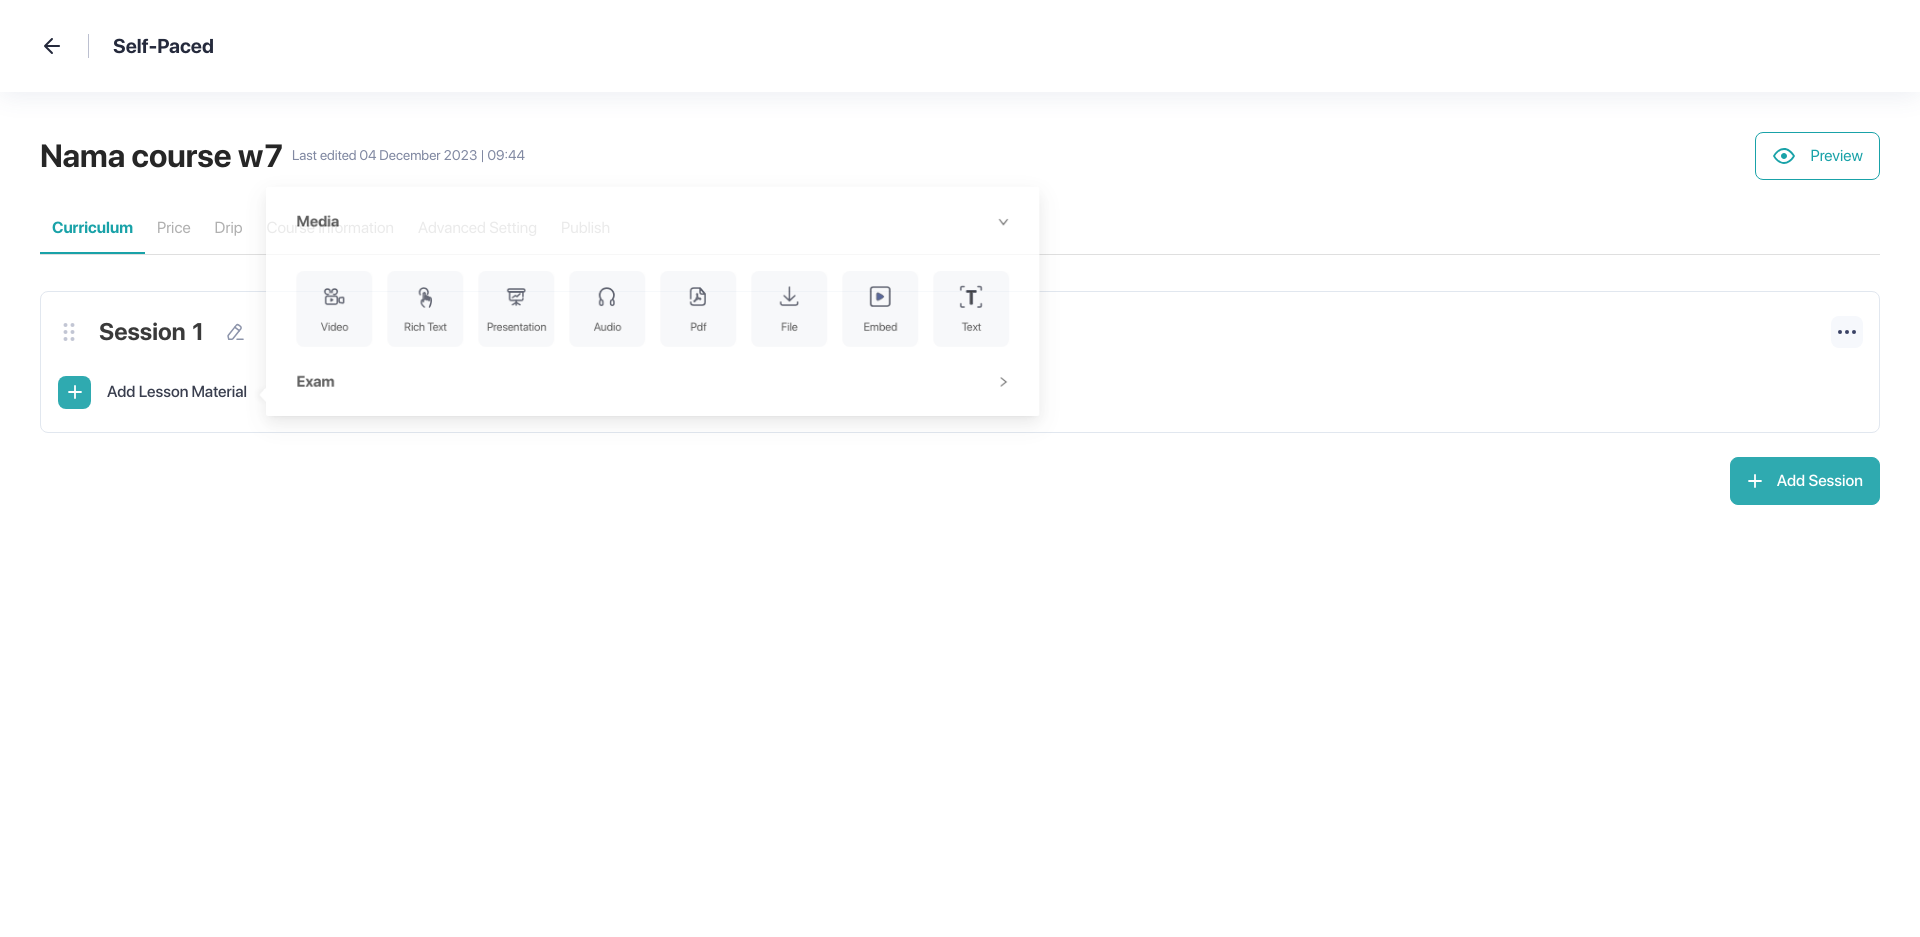 Self-Paced
Nama course w7 Last edited 04 December 2023 | 09:44
Preview
Curriculum Price Drip Course Information Advanced Setting Publish
Media
Video Rich Text Presentation Audio Pdf File Embed Text
Session 1
Exam
Add Lesson Material
Add Session